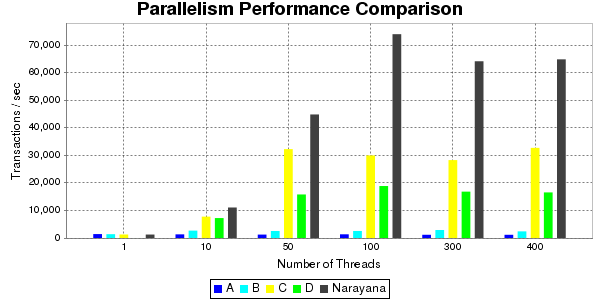 Parallelism Performance Comparison
Transactions / sec
70,000
60,000
50,000
40,000
30,000
20,000
10,000
0
1 10 50 100 300 400
Number of Threads
A B C D Narayana